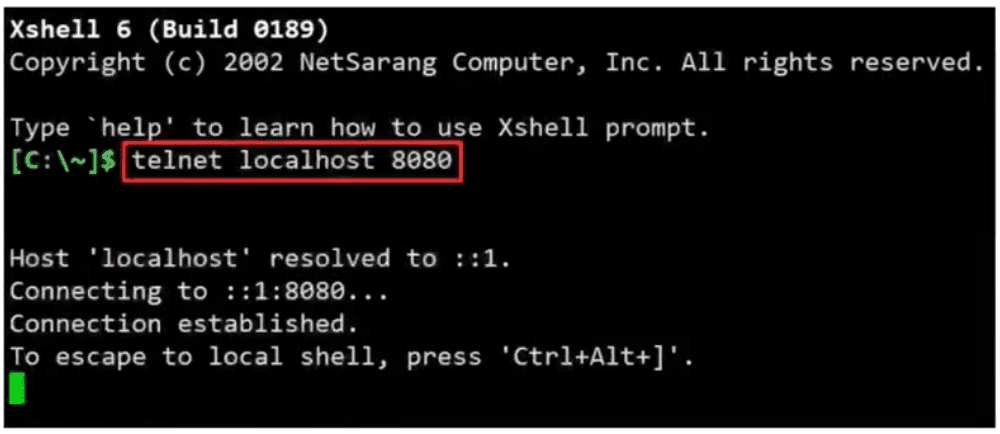 Xshell 6 (Build 0189)
Copyright (c) 2002 NetSarang Computer, Inc. All rights reserved.
Type `help' to learn how to use Xshell prompt.
[C:\~]$ telnet localhost 8080
Host 'localhost' resolved to ::1.
Connecting to ::1:8080...
Connection established.
To escape to local shell, press 'Ctrl+Alt+]'.